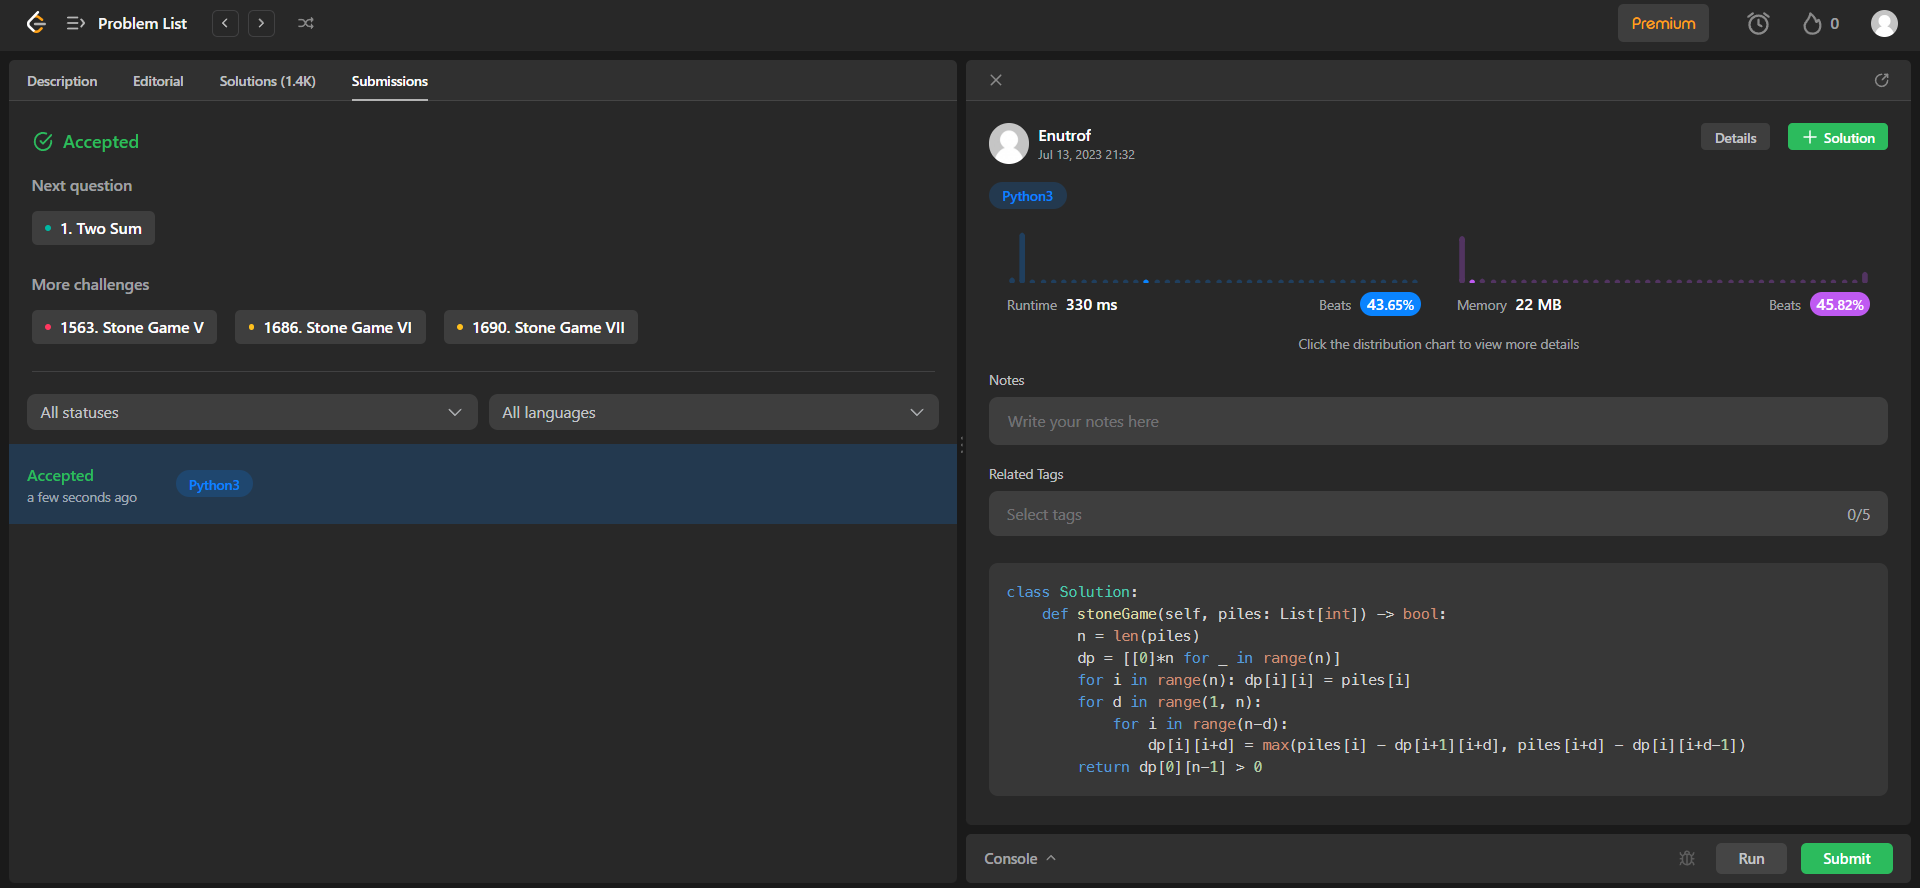 Problem List
Premium
0
Description Editorial Solutions (1.4K) Submissions
Accepted
Next question
1. Two Sum
More challenges
1563. Stone Game V 1686. Stone Game VI 1690. Stone Game VII
All statuses All languages
Accepted
a few seconds ago
Python3
Enutrof
Jul 13, 2023 21:32
Details Solution
Python3
Runtime 330 ms Beats 43.65% Memory 22 MB Beats 45.82%
Click the distribution chart to view more details
Notes
Write your notes here
Related Tags
Select tags 0/5
class Solution:
    def stoneGame(self, piles: List[int]) -> bool:
        n = len(piles)
        dp = [[0]*n for _ in range(n)]
        for i in range(n): dp[i][i] = piles[i]
        for d in range(1, n):
            for i in range(n-d):
                dp[i][i+d] = max(piles[i] - dp[i+1][i+d], piles[i+d] - dp[i][i+d-1])
        return dp[0][n-1] > 0
Console Run Submit